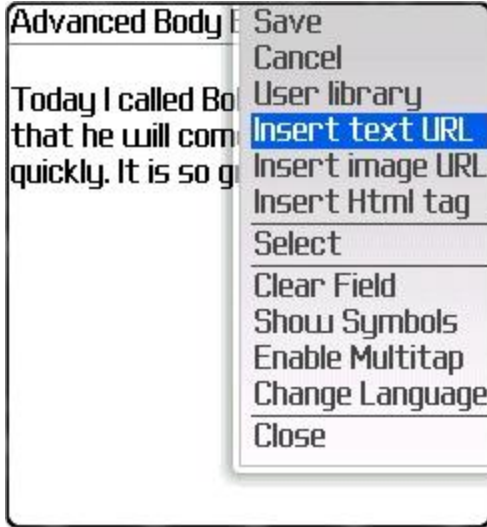 Advanced Body
Today I called Bo
that he will com
quickly. It is so g
Save
Cancel
User library
Insert text URL
Insert image URL
Insert Html tag
Select
Clear Field
Show Symbols
Enable Multitap
Change Language
Close